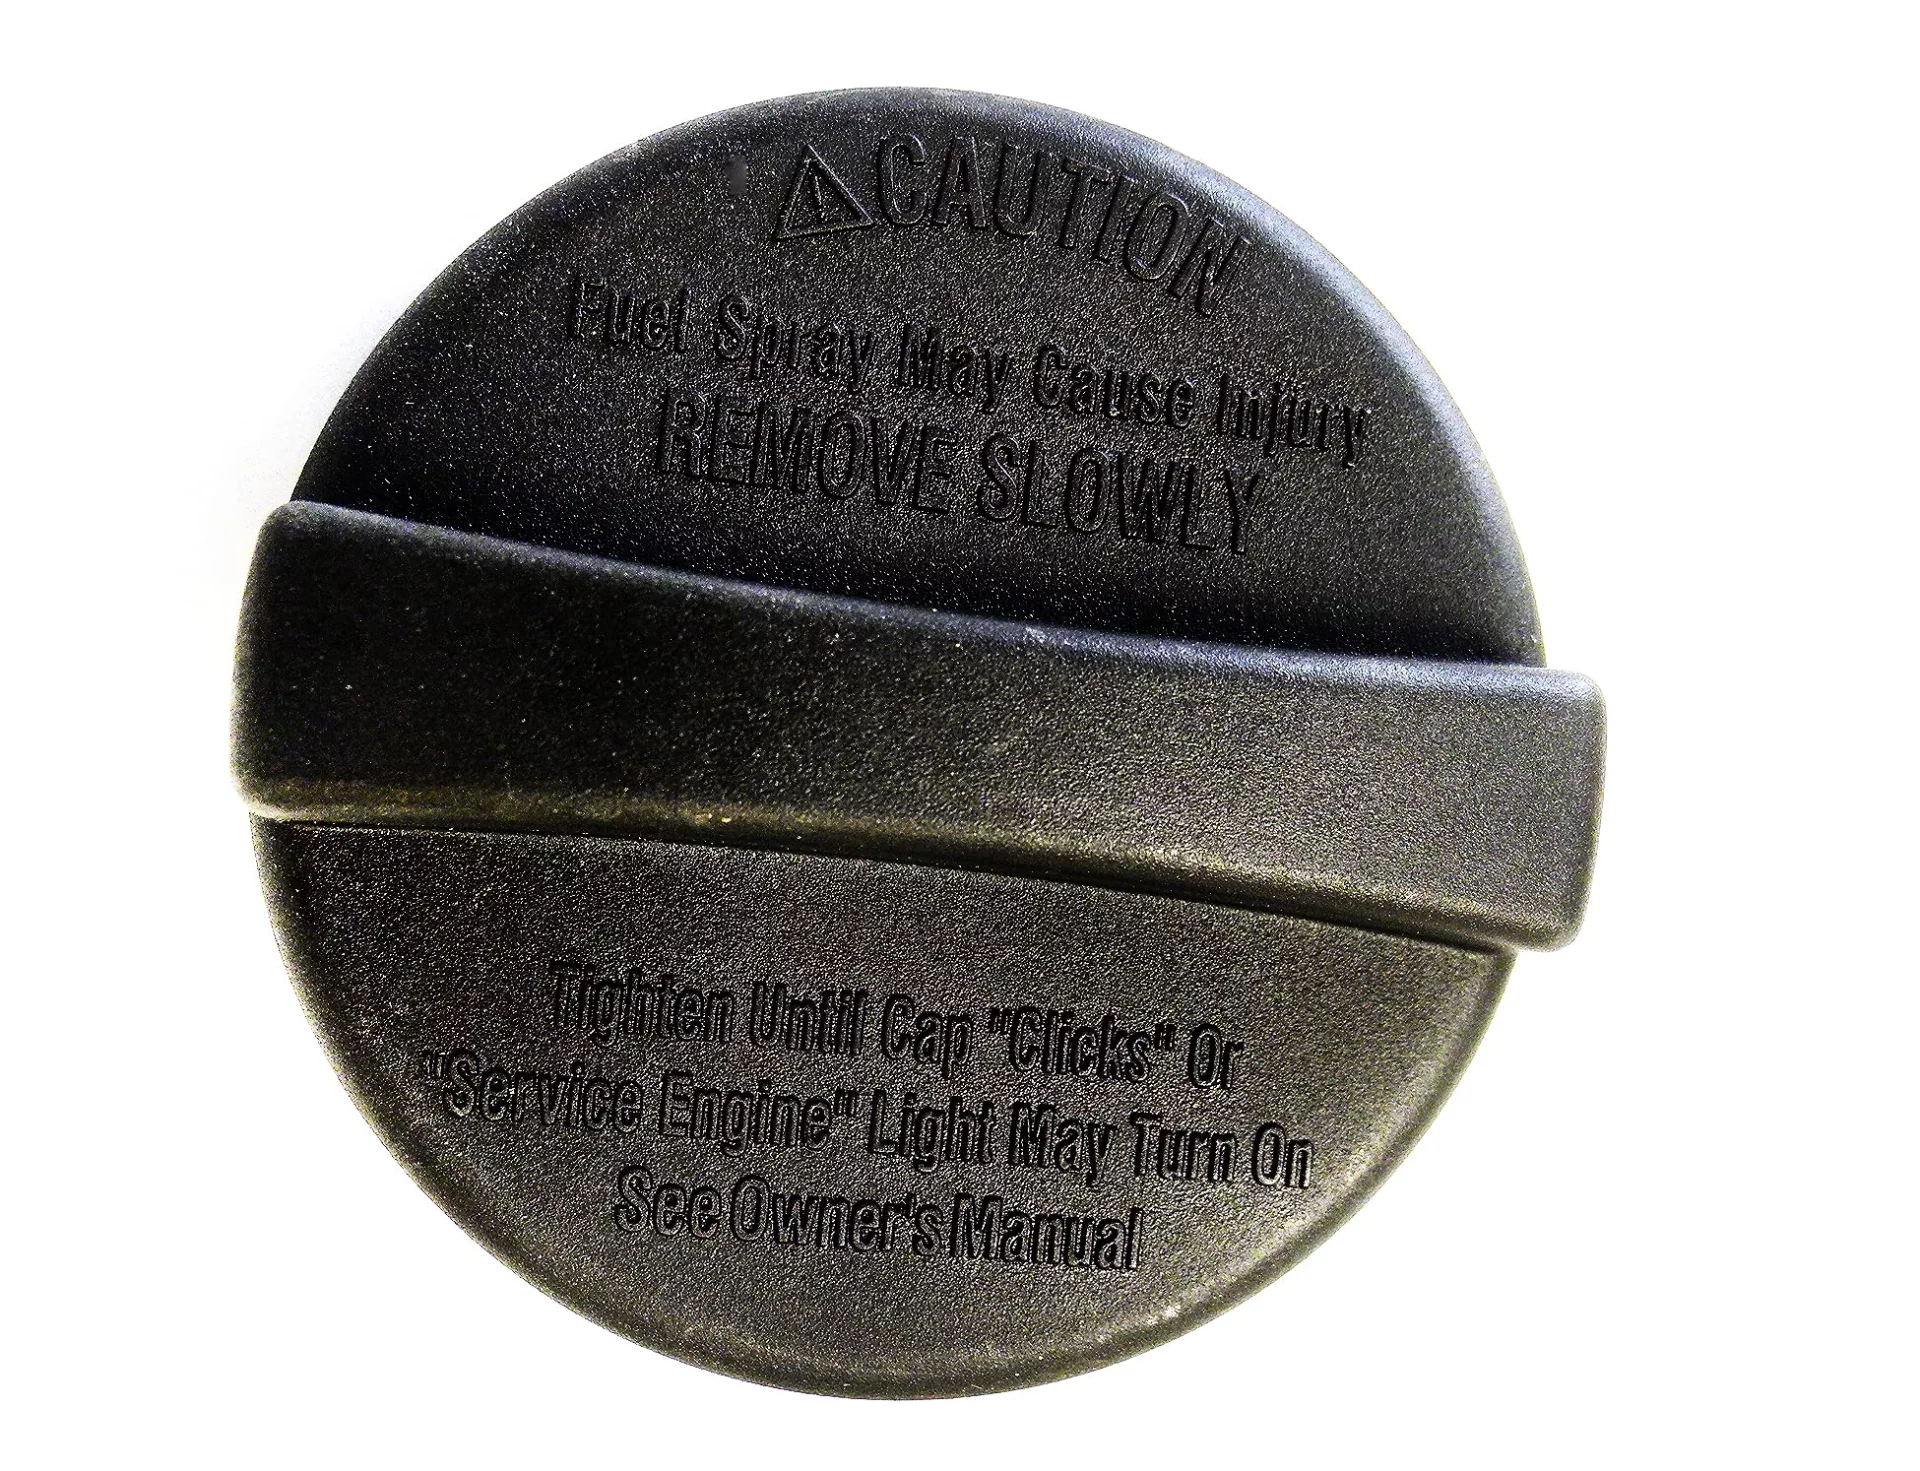 ⚠CAUTION
Fuel Spray May Cause Injury
REMOVE SLOWLY
Tighten Until Cap "Clicks" Or
"Service Engine" Light May Turn On
See Owner's Manual